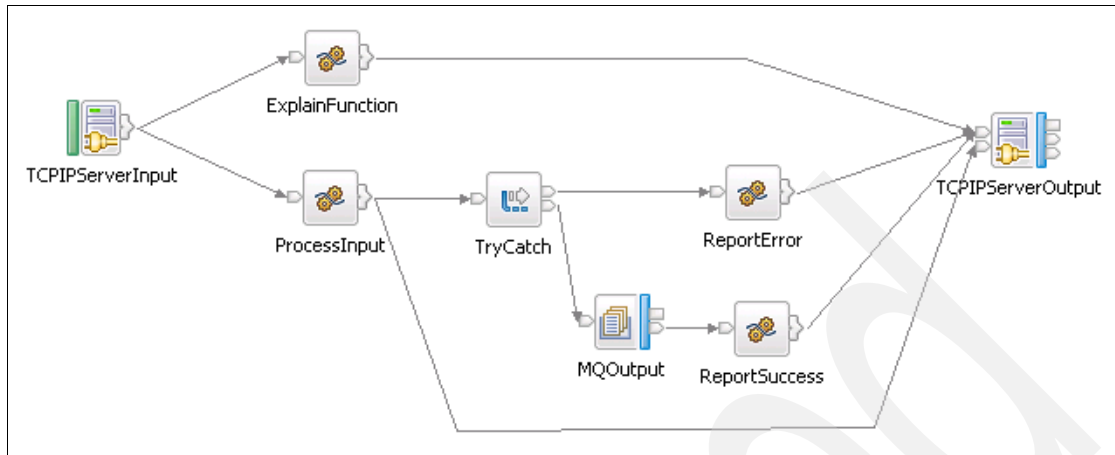 ExplainFunction
TCPIPServerInput
TCPIPServerOutput
ProcessInput
TryCatch
ReportError
MQOutput
ReportSuccess